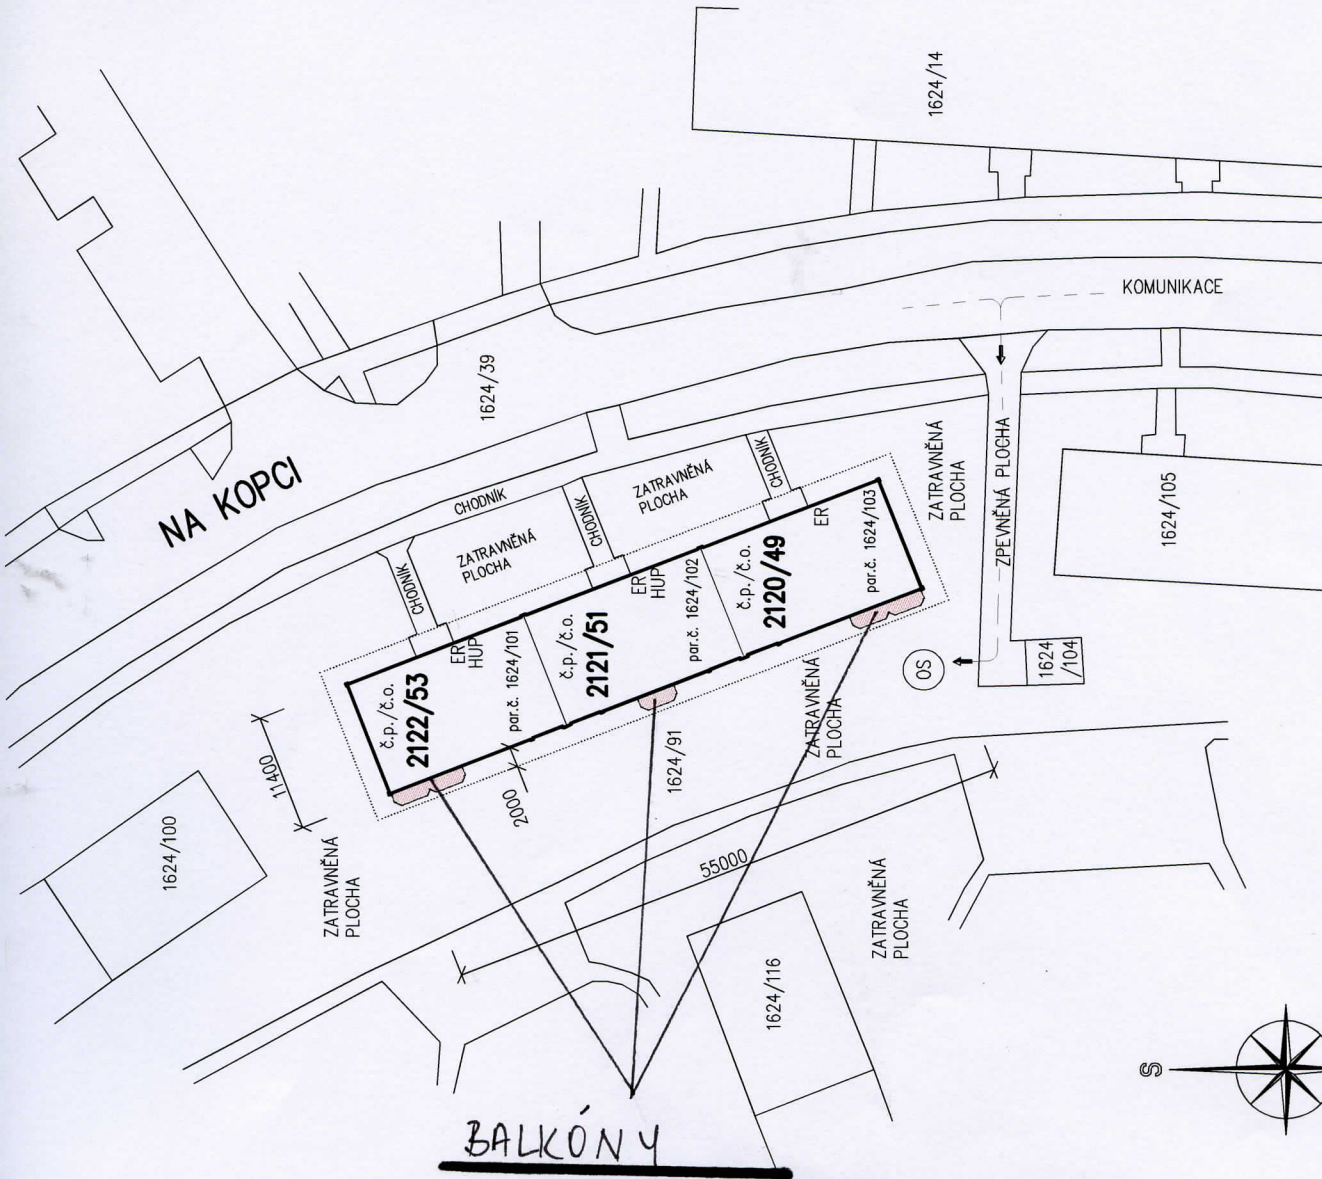 1624/14
KOMUNIKACE
1624/39
NA KOPCI
CHODNÍK
CHODNÍK
CHODNÍK
CHODNÍK
ZATRAVNĚNÁ
PLOCHA
ZATRAVNĚNÁ
PLOCHA
ZATRAVNĚNÁ
PLOCHA
ZPEVNĚNÁ PLOCHA
1624/105
ER
HUP
ER
HUP
ER
č.p./č.o.
2122/53
par.č. 1624/101
č.p./č.o.
2121/51
par.č. 1624/102
č.p./č.o.
2120/49
par.č. 1624/103
OS
1624
/104
11400
2000
1624/91
ZATRAVNĚNÁ
PLOCHA
1624/100
ZATRAVNĚNÁ
PLOCHA
55000
ZATRAVNĚNÁ
PLOCHA
1624/116
S
BALKÓNY